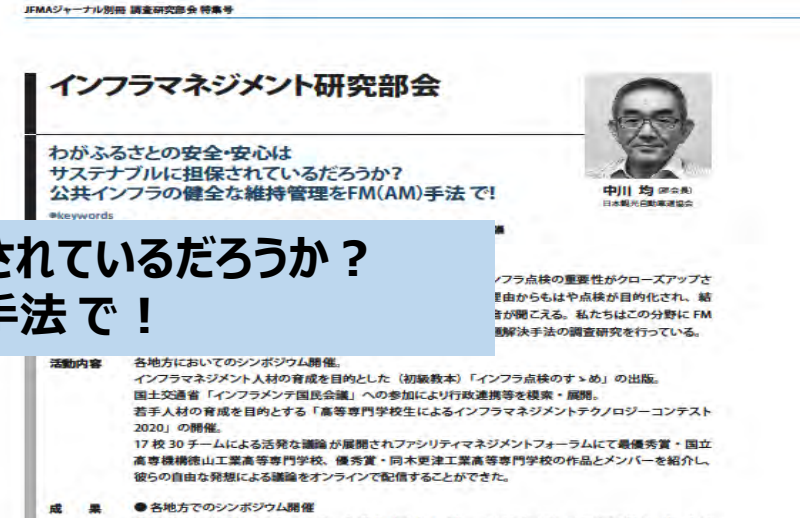 JFMAジャーナル別冊 調査研究部会 特集号
インフラマネジメント研究部会
わがふるさとの安全・安心は
サステナブルに担保されているだろうか?
公共インフラの健全な維持管理をFM(AM)手法で!
中川 均(部会長)
日本観光自動車道協会
●keywords
されているだろうか?
手法で!
インフラ点検の重要性がクローズアップさ
理由からもはや点検が目的化され、結
音が聞こえる。私たちはこの分野に FM
題解決手法の調査研究を行っている。
活動内容 各地方においてのシンポジウム開催。
インフラマネジメント人材の育成を目的とした(初級教本)「インフラ点検のすゝめ」の出版。
国土交通省「インフラメンテ国民会議」への参加により行政連携等を模索・展開。
若手人材の育成を目的とする「高等専門学校生によるインフラマネジメントテクノロジーコンテスト
2020」の開催。
17 校 30 チームによる活発な議論が展開されファシリティマネジメントフォーラムにて最優秀賞・国立
高専機構徳山工業高等専門学校、優秀賞・同木更津工業高等専門学校の作品とメンバーを紹介し、
彼らの自由な発想による議論をオンラインで配信することができた。
成 果 ●各地方でのシンポジウム開催